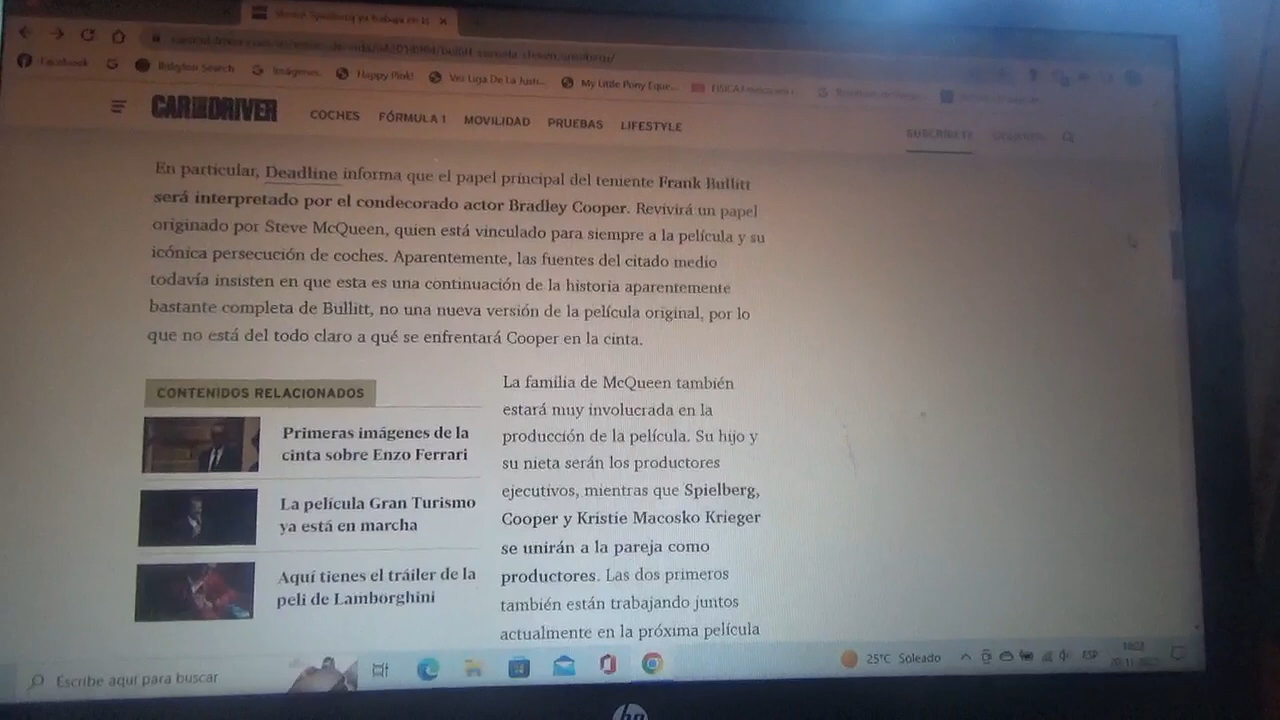 Facebook
Babylon Search
Imágenes
Happy Pink!
Ver Liga De La Justi...
My Little Pony Eque...
CAR AND DRIVER
COCHES FÓRMULA 1 MOVILIDAD PRUEBAS LIFESTYLE
SUSCRÍBETE
En particular, Deadline informa que el papel principal del teniente Frank Bullitt
será interpretado por el condecorado actor Bradley Cooper. Revivirá un papel
originado por Steve McQueen, quien está vinculado para siempre a la película y su
icónica persecución de coches. Aparentemente, las fuentes del citado medio
todavía insisten en que esta es una continuación de la historia aparentemente
bastante completa de Bullitt, no una nueva versión de la película original, por lo
que no está del todo claro a qué se enfrentará Cooper en la cinta.
CONTENIDOS RELACIONADOS
Primeras imágenes de la
cinta sobre Enzo Ferrari
La película Gran Turismo
ya está en marcha
Aquí tienes el tráiler de la
peli de Lamborghini
La familia de McQueen también
estará muy involucrada en la
producción de la película. Su hijo y
su nieta serán los productores
ejecutivos, mientras que Spielberg,
Cooper y Kristie Macosko Krieger
se unirán a la pareja como
productores. Las dos primeros
también están trabajando juntos
actualmente en la próxima película
Escribe aquí para buscar
25°C Soleado
ESP
hp